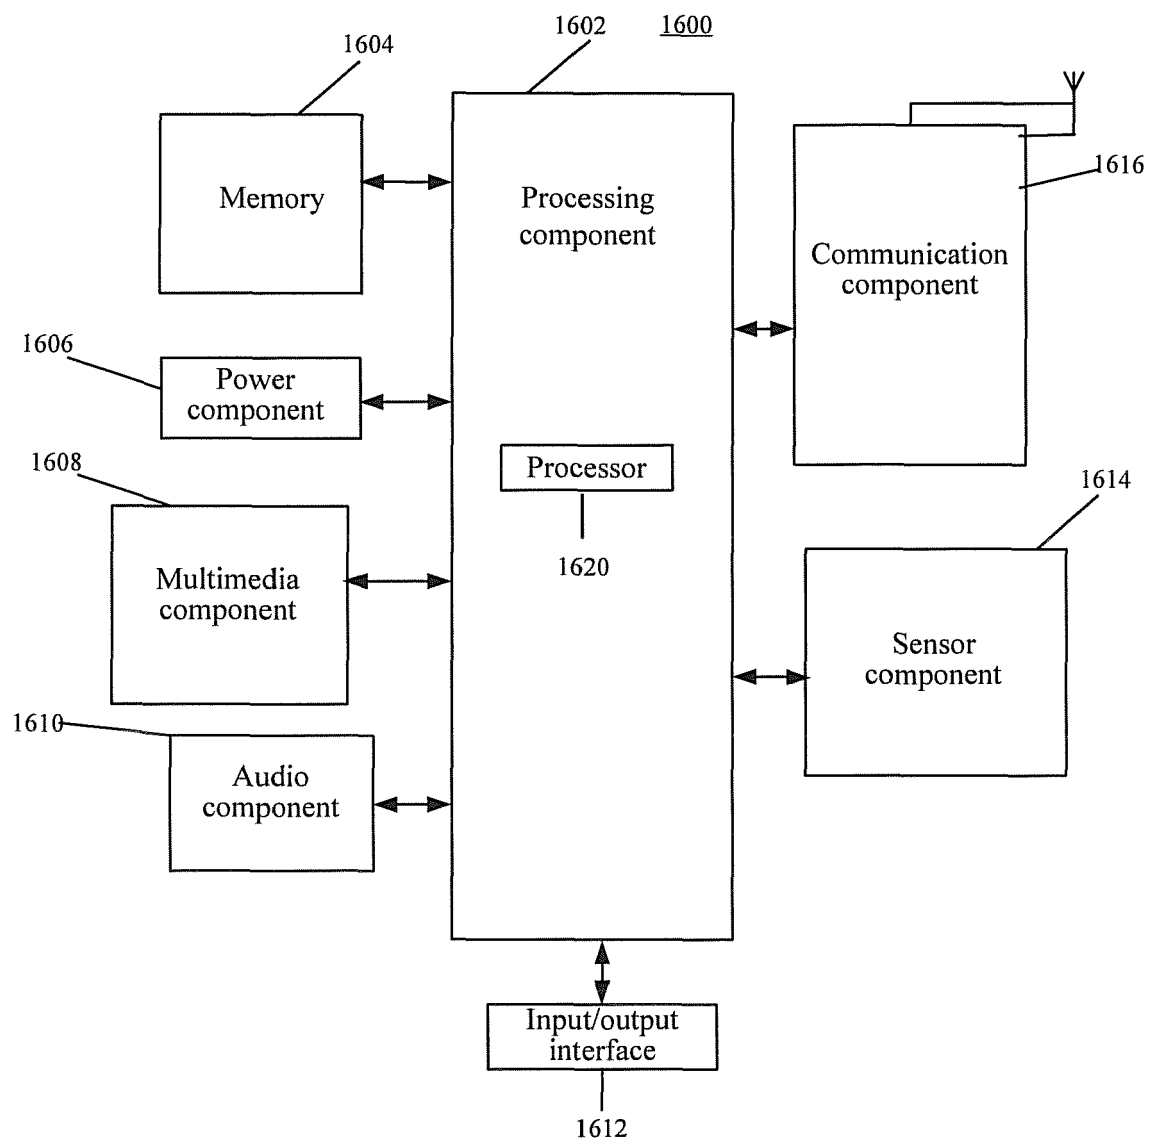 1602
1600
1604
Memory
Processing
component
1616
Communication
component
1606
Power
component
1608
Processor
1620
1614
Multimedia
component
Sensor
component
1610
Audio
component
Input/output
interface
1612